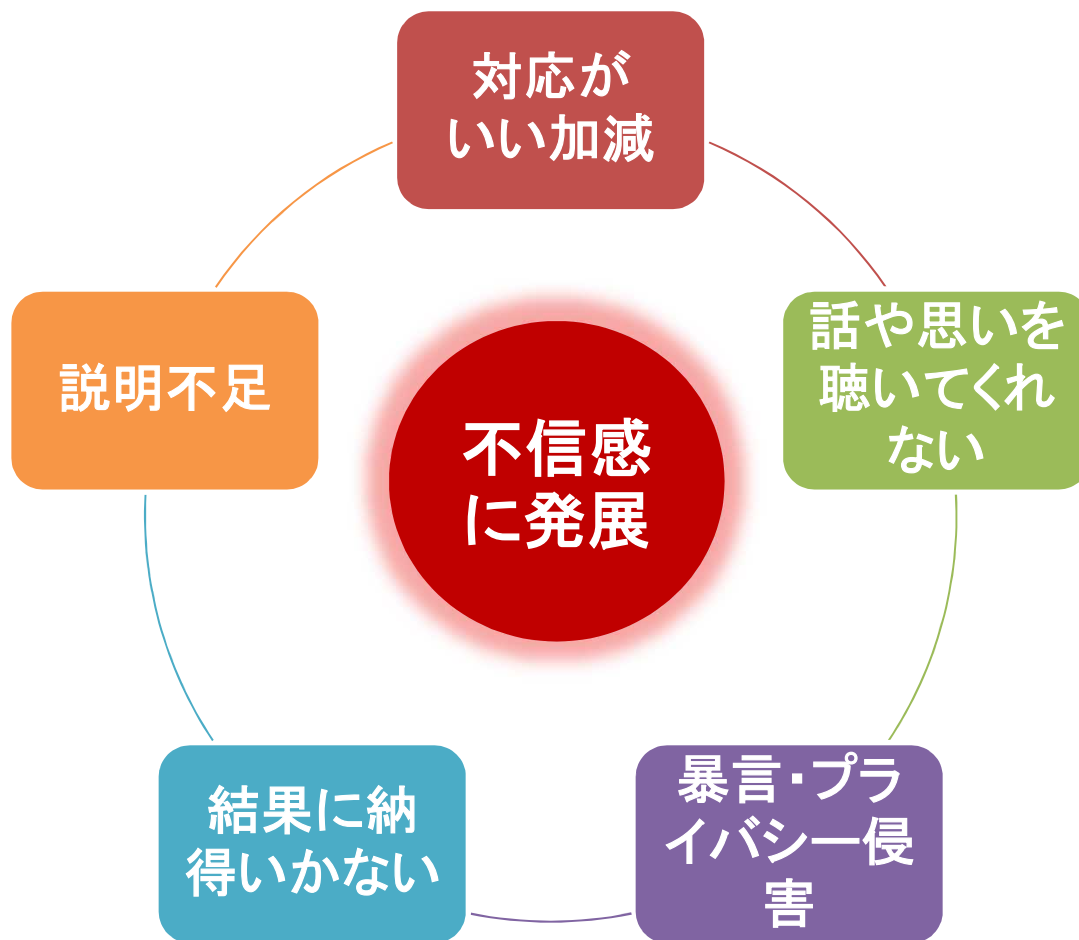 対応が
いい加減
話や思いを
聴いてくれ
ない
説明不足
不信感
に発展
暴言・プラ
イバシー侵
害
結果に納
得いかない